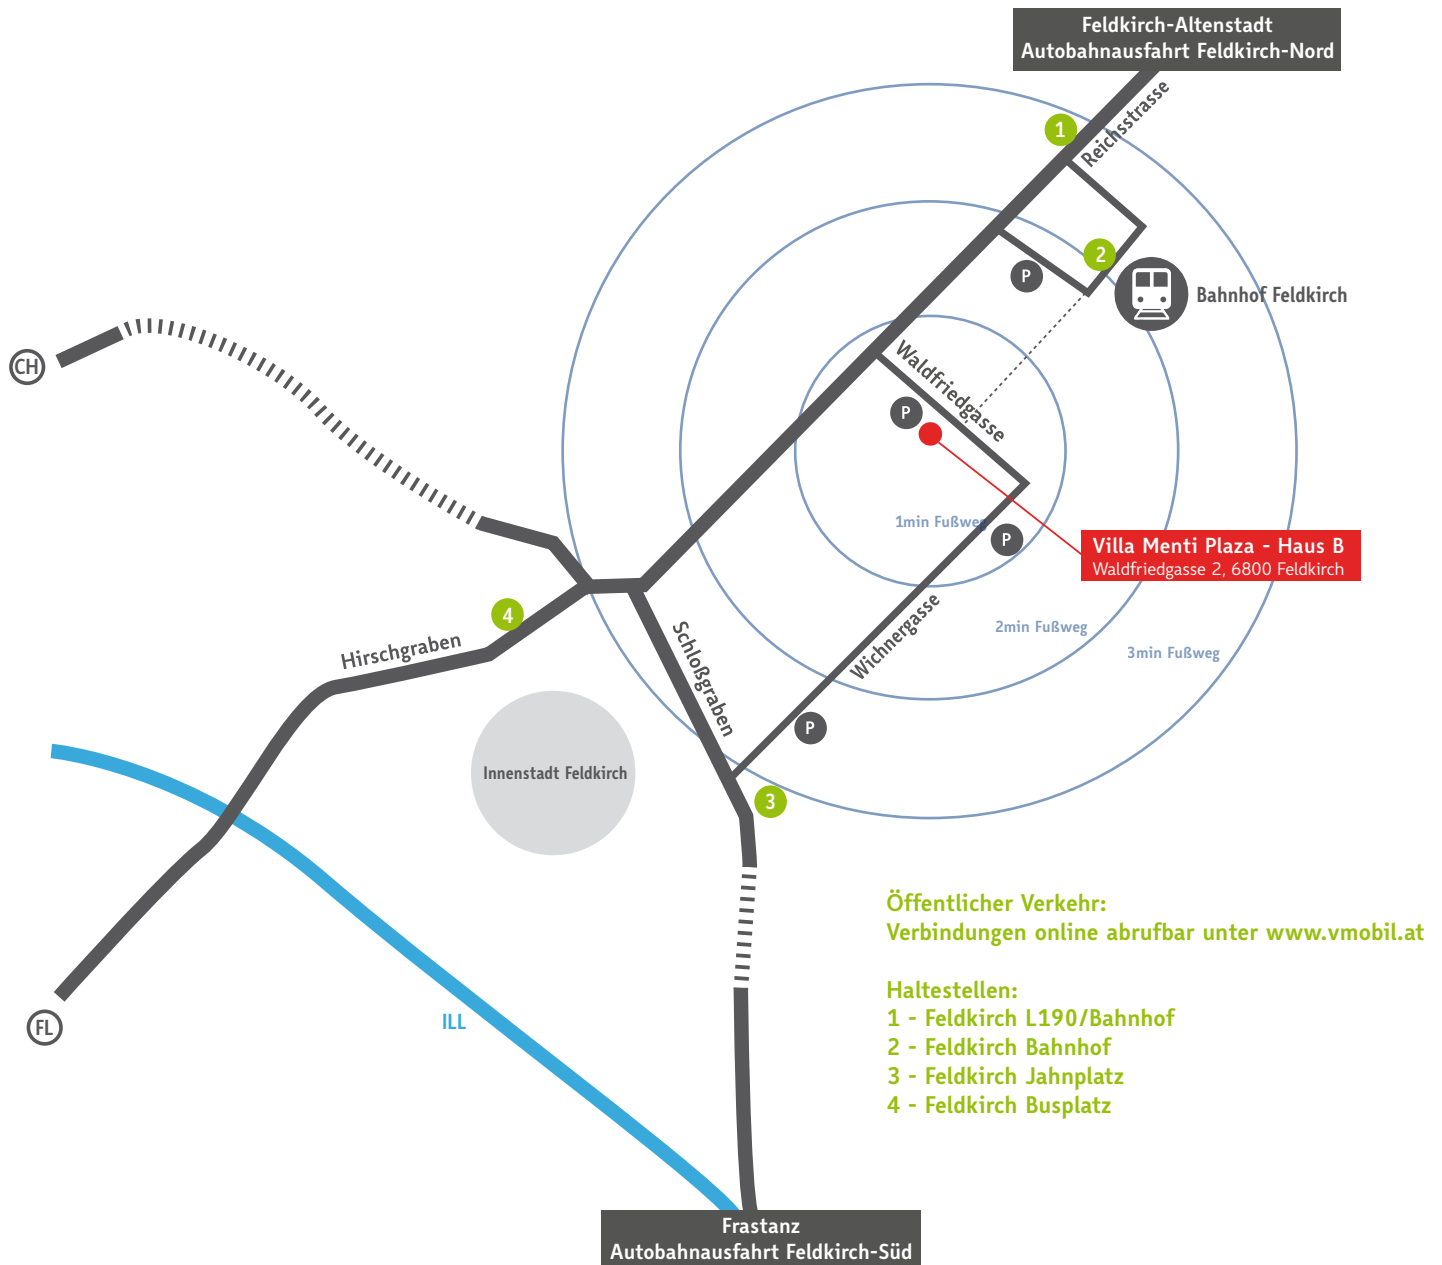 Feldkirch-Altenstadt
Autobahnausfahrt Feldkirch-Nord
Reichsstrasse
1
2
P
Bahnhof Feldkirch
CH
Waldfriedgasse
P
1min Fußweg
P
Villa Menti Plaza - Haus B
Waldfriedgasse 2, 6800 Feldkirch
4
Hirschgraben
Schloßgraben
Wichnergasse
2min Fußweg
3min Fußweg
P
Innenstadt Feldkirch
3
Öffentlicher Verkehr:
Verbindungen online abrufbar unter www.vmobil.at
Haltestellen:
1 - Feldkirch L190/Bahnhof
2 - Feldkirch Bahnhof
3 - Feldkirch Jahnplatz
4 - Feldkirch Busplatz
FL
ILL
Frastanz
Autobahnausfahrt Feldkirch-Süd